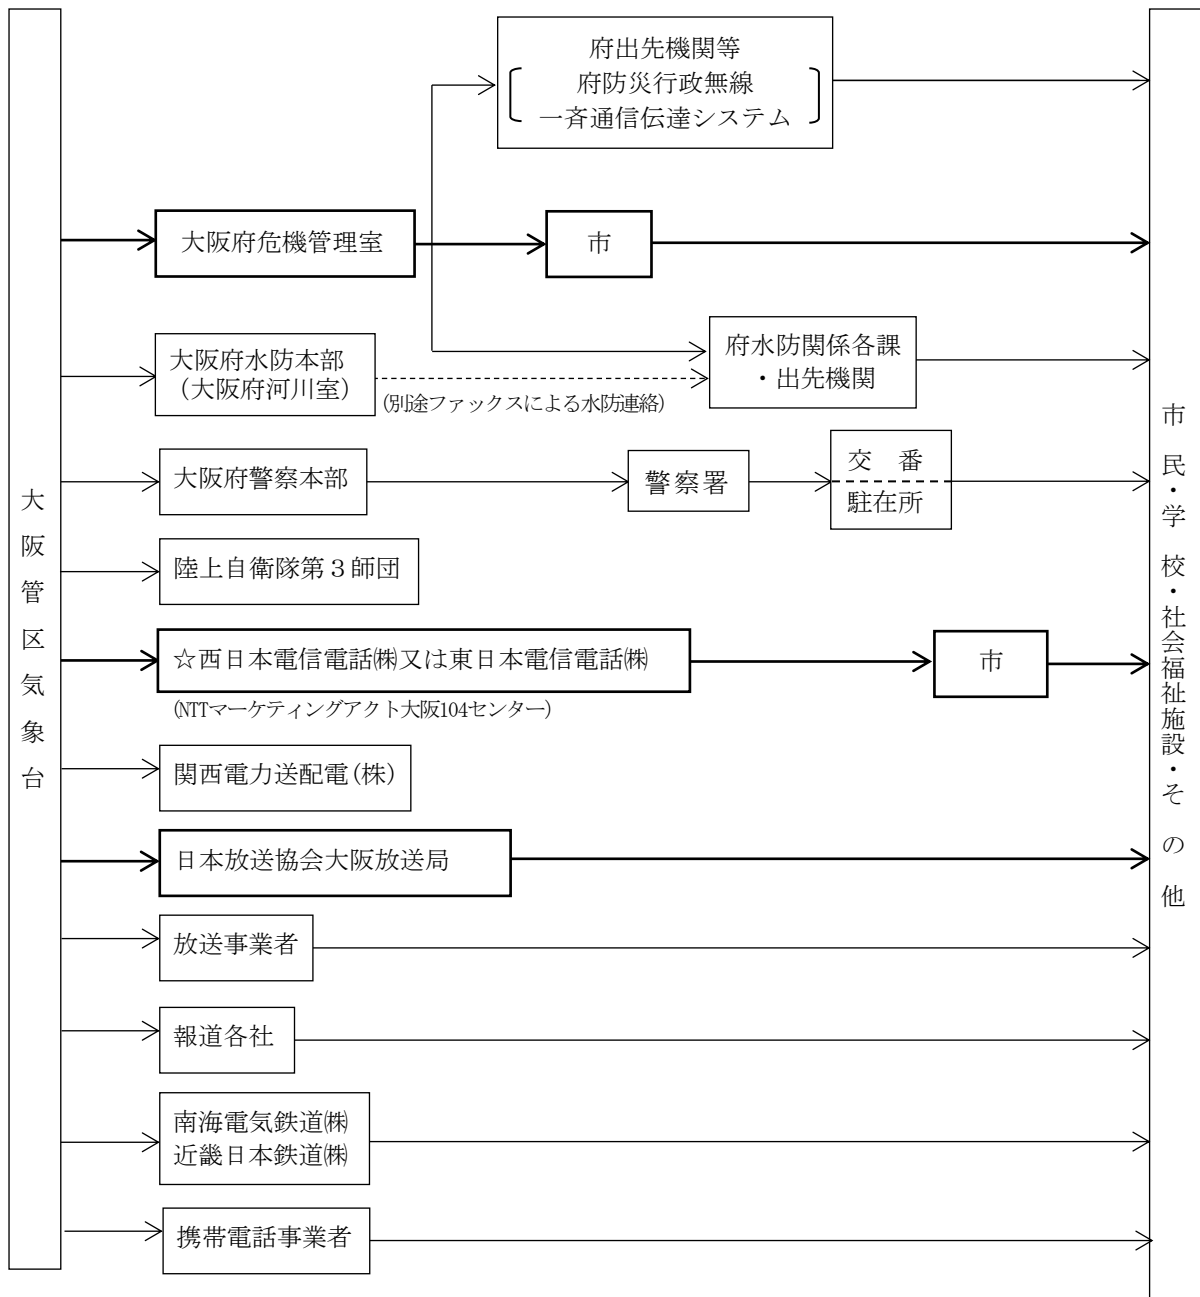 大阪管区気象台
府出先機関等
府防災行政無線
一斉通信伝達システム
大阪府危機管理室
市
大阪府水防本部
（大阪府河川室）
(別途ファックスによる水防連絡)
府水防関係各課
・出先機関
大阪府警察本部
警察署
交　番
駐在所
陸上自衛隊第３師団
☆西日本電信電話㈱又は東日本電信電話㈱
(NTTマーケティングアクト大阪104センター)
市
関西電力送配電(株)
日本放送協会大阪放送局
放送事業者
報道各社
南海電気鉄道㈱
近畿日本鉄道㈱
携帯電話事業者
市民・学校・社会福祉施設・その他